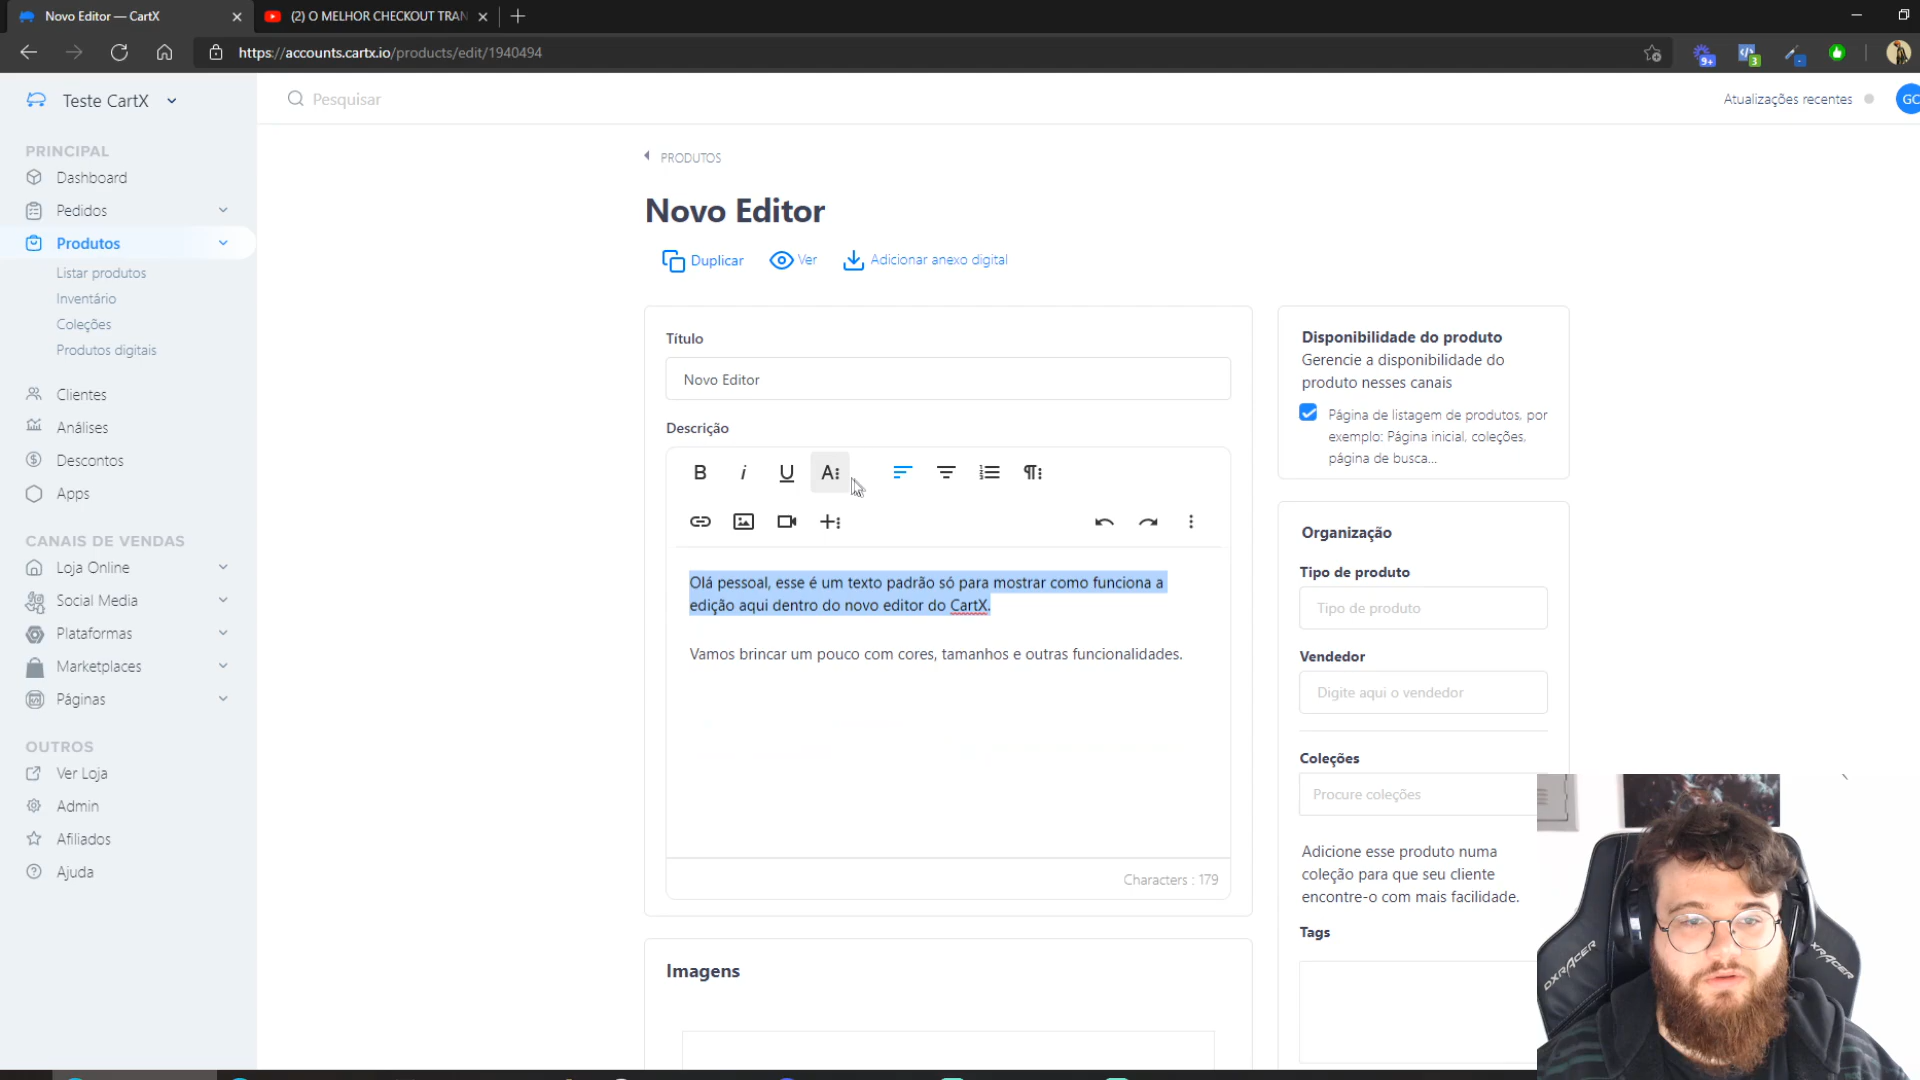 Novo Editor — CartX
(2) O MELHOR CHECKOUT TRAN
https://accounts.cartx.io/products/edit/1940494
9+
3
Teste CartX
Pesquisar
Atualizações recentes
GC
PRINCIPAL
Dashboard
Pedidos
Produtos
Listar produtos
Inventário
Coleções
Produtos digitais
Clientes
Análises
Descontos
Apps
CANAIS DE VENDAS
Loja Online
Social Media
Plataformas
Marketplaces
Páginas
OUTROS
Ver Loja
Admin
Afiliados
Ajuda
PRODUTOS
Novo Editor
Duplicar
Ver
Adicionar anexo digital
Título
Novo Editor
Descrição
Olá pessoal, esse é um texto padrão só para mostrar como funciona a
edição aqui dentro do novo editor do CartX.
Vamos brincar um pouco com cores, tamanhos e outras funcionalidades.
Characters : 179
Imagens
Disponibilidade do produto
Gerencie a disponibilidade do
produto nesses canais
Página de listagem de produtos, por
exemplo: Página inicial, coleções,
página de busca...
Organização
Tipo de produto
Tipo de produto
Vendedor
Digite aqui o vendedor
Coleções
Procure coleções
Adicione esse produto numa
coleção para que seu cliente
encontre-o com mais facilidade.
Tags
DXRACER
DXRACER